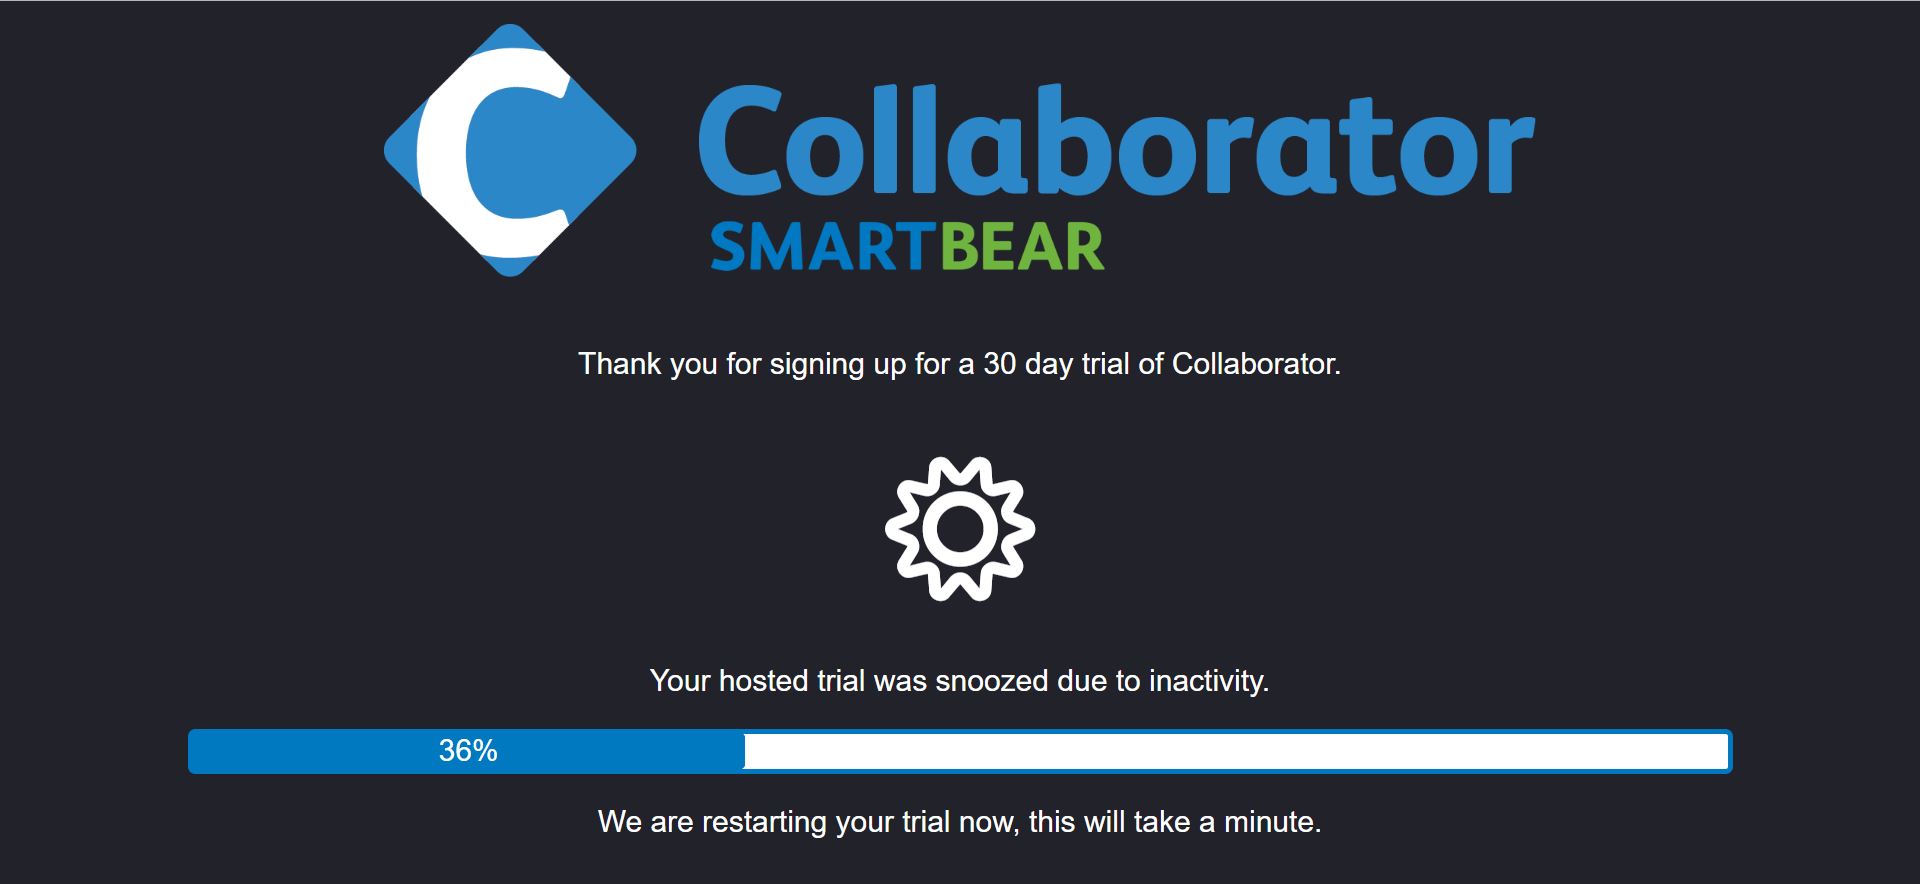 C
Collaborator
SMARTBEAR
Thank you for signing up for a 30 day trial of Collaborator.
Your hosted trial was snoozed due to inactivity.
36%
We are restarting your trial now, this will take a minute.